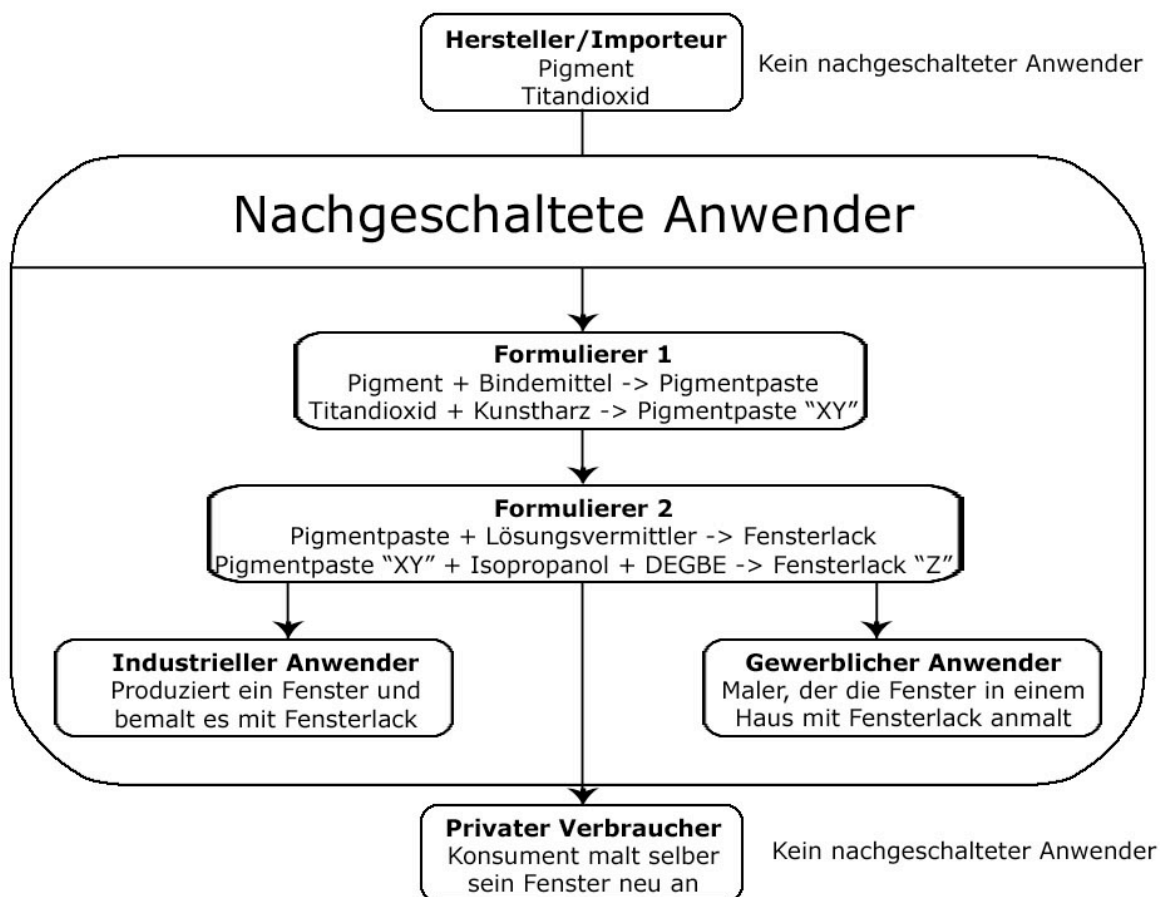 Hersteller/Importeur
Pigment
Titandioxid
Kein nachgeschalteter Anwender
Nachgeschaltete Anwender
Formulierer 1
Pigment + Bindemittel -> Pigmentpaste
Titandioxid + Kunstharz -> Pigmentpaste “XY”
Formulierer 2
Pigmentpaste + Lösungsvermittler -> Fensterlack
Pigmentpaste “XY” + Isopropanol + DEGBE -> Fensterlack “Z”
Industrieller Anwender
Produziert ein Fenster und
bemalt es mit Fensterlack
Gewerblicher Anwender
Maler, der die Fenster in einem
Haus mit Fensterlack anmalt
Privater Verbraucher
Konsument malt selber
sein Fenster neu an
Kein nachgeschalteter Anwender